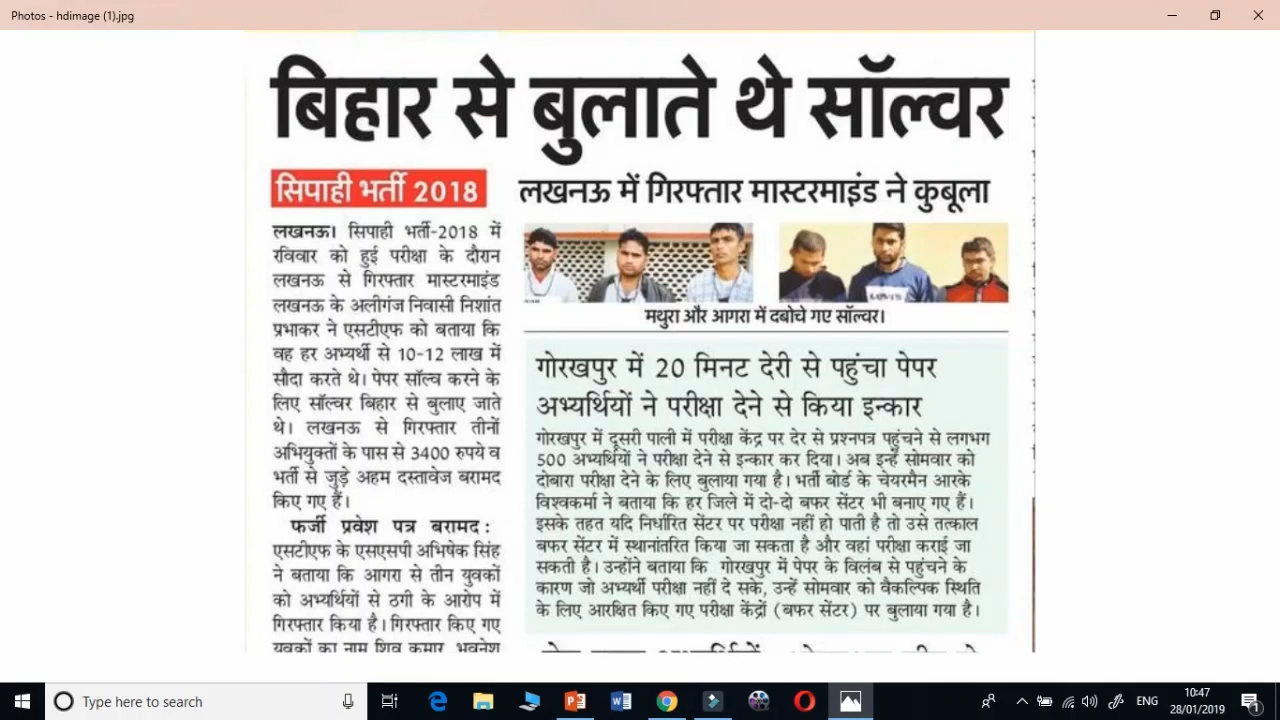 Photos - hdimage (1).jpg
बिहार से बुलाते थे सॉल्वर
सिपाही भर्ती 2018
लखनऊ में गिरफ्तार मास्टरमाइंड ने कुबूला
लखनऊ। सिपाही भर्ती-2018 में
रविवार को हुई परीक्षा के दौरान
लखनऊ से गिरफ्तार मास्टरमाइंड
लखनऊ के अलीगंज निवासी निशांत
प्रभाकर ने एसटीएफ को बताया कि
वह हर अभ्यर्थी से 10-12 लाख में
सौदा करते थे। पेपर सॉल्व करने के
लिए सॉल्वर बिहार से बुलाए जाते
थे। लखनऊ से गिरफ्तार तीनों
अभियुक्तों के पास से 3400 रुपये व
भर्ती से जुड़े अहम दस्तावेज बरामद
किए गए हैं।
फर्जी प्रवेश पत्र बरामद :
एसटीएफ के एसएसपी अभिषेक सिंह
ने बताया कि आगरा से तीन युवकों
को अभ्यर्थियों से ठगी के आरोप में
गिरफ्तार किया है। गिरफ्तार किए गए
युवकों का नाम शिव कुमार, भवनेश
LEVI'S
मथुरा और आगरा में दबोचे गए सॉल्वर।
गोरखपुर में 20 मिनट देरी से पहुंचा पेपर
अभ्यर्थियों ने परीक्षा देने से किया इन्कार
गोरखपुर में दूसरी पाली में परीक्षा केंद्र पर देर से प्रश्नपत्र पहुंचने से लगभग
500 अभ्यर्थियों ने परीक्षा देने से इन्कार कर दिया। अब इन्हें सोमवार को
दोबारा परीक्षा देने के लिए बुलाया गया है। भर्ती बोर्ड के चेयरमैन आरके
विश्वकर्मा ने बताया कि हर जिले में दो-दो बफर सेंटर भी बनाए गए हैं।
इसके तहत यदि निर्धारित सेंटर पर परीक्षा नहीं हो पाती है तो उसे तत्काल
बफर सेंटर में स्थानांतरित किया जा सकता है और वहां परीक्षा कराई जा
सकती है। उन्होंने बताया कि गोरखपुर में पेपर के विलंब से पहुंचने के
कारण जो अभ्यर्थी परीक्षा नहीं दे सके, उन्हें सोमवार को वैकल्पिक स्थिति
के लिए आरक्षित किए गए परीक्षा केंद्रों (बफर सेंटर) पर बुलाया गया है।
Type here to search
ENG
10:47
28/01/2019